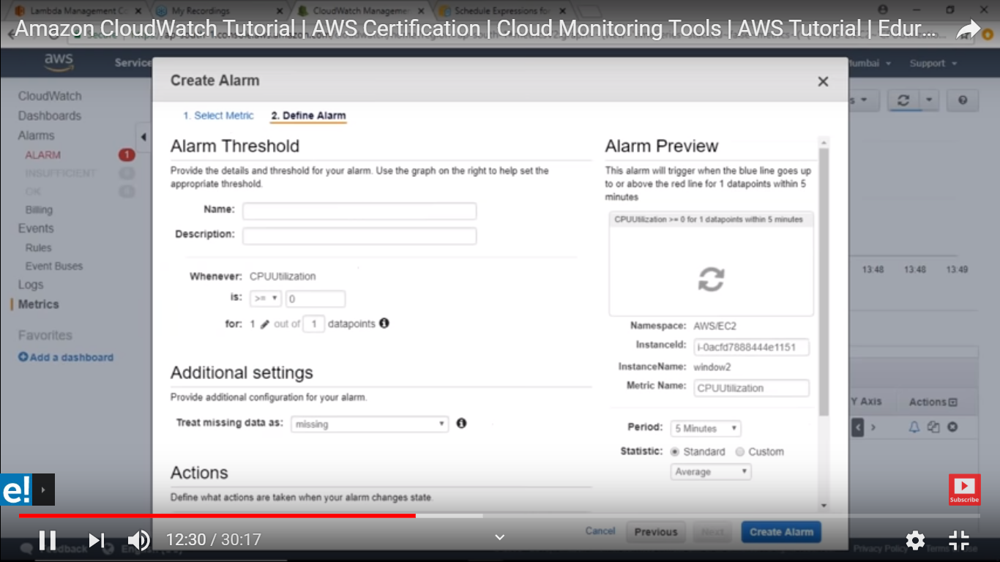 Lambda Management Co
My Recordings
CloudWatch Manageme
Schedule Expressions for
Amazon CloudWatch Tutorial | AWS Certification | Cloud Monitoring Tools | AWS Tutorial | Edur...
aws
Service
Mumbai
Support
Create Alarm
CloudWatch
Dashboards
Alarms
ALARM 1
INSUFFICIENT 0
OK 0
Billing
Events
Rules
Event Buses
Logs
Metrics
Favorites
Add a dashboard
1. Select Metric 2. Define Alarm
Alarm Threshold
Provide the details and threshold for your alarm. Use the graph on the right to help set the
appropriate threshold.
Name:
Description:
Whenever: CPUUtilization
is: >= 0
for: 1 out of 1 datapoints
Additional settings
Provide additional configuration for your alarm.
Treat missing data as: missing
Actions
Define what actions are taken when your alarm changes state.
Alarm Preview
This alarm will trigger when the blue line goes up
to or above the red line for 1 datapoints within 5
minutes
CPUUtilization >= 0 for 1 datapoints within 5 minutes
Namespace: AWS/EC2
InstanceId: i-0acfd7888444e1151
InstanceName: window2
Metric Name: CPUUtilization
Period: 5 Minutes
Statistic: Standard Custom
Average
13:48 13:48 13:49
Y Axis Actions
e!
Subscribe
Cancel Previous Next Create Alarm
12:30 / 30:17
Feedback
Privacy Policy